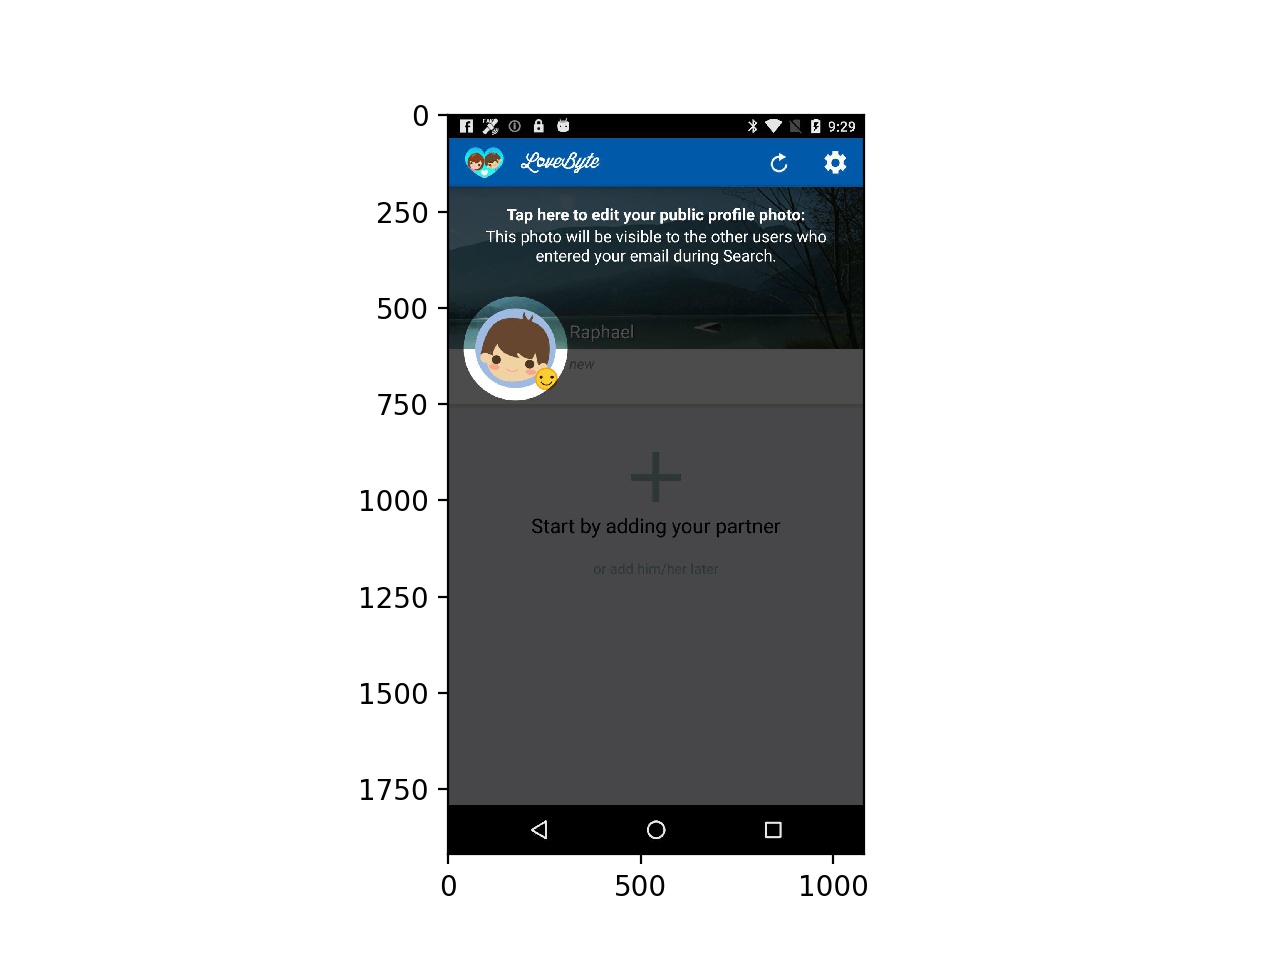 0
250
500
750
1000
1250
1500
1750
0 500 1000
9:29
LoveByte
Tap here to edit your public profile photo:
This photo will be visible to the other users who
entered your email during Search.
Raphael
new
Start by adding your partner
or add him/her later